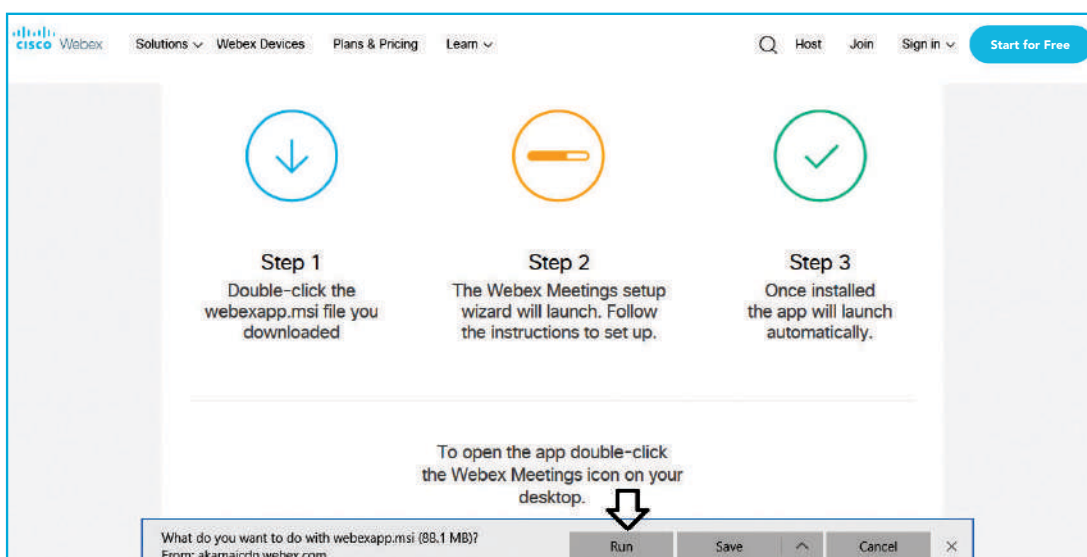 CISCO Webex Solutions Webex Devices Plans & Pricing Learn Host Join Sign in Start for Free
Step 1
Double-click the
webexapp.msi file you
downloaded
Step 2
The Webex Meetings setup
wizard will launch. Follow
the instructions to set up.
Step 3
Once installed
the app will launch
automatically.
To open the app double-click
the Webex Meetings icon on your
desktop.
What do you want to do with webexapp.msi (88.1 MB)?
From: akamaicdn.webex.com
Run Save Cancel